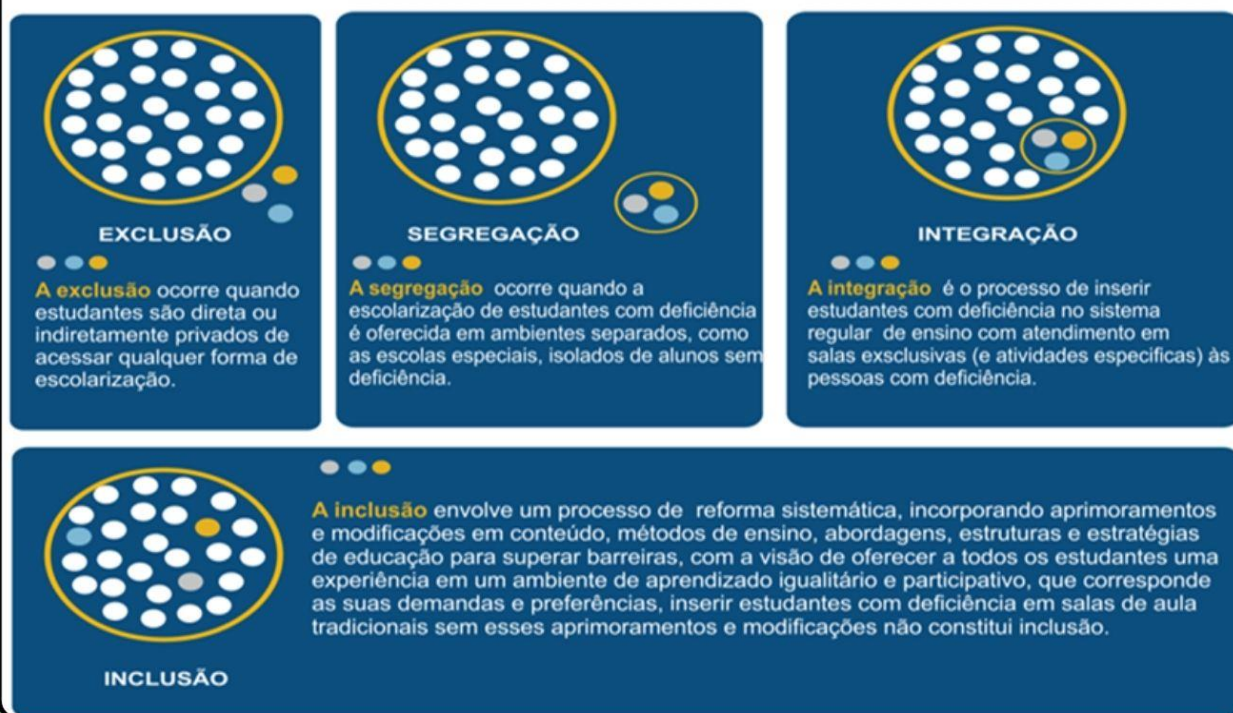 EXCLUSÃO
A exclusão ocorre quando
estudantes são direta ou
indiretamente privados de
acessar qualquer forma de
escolarização.
SEGREGAÇÃO
A segregação ocorre quando a
escolarização de estudantes com deficiência
é oferecida em ambientes separados, como
as escolas especiais, isolados de alunos sem
deficiência.
INTEGRAÇÃO
A integração é o processo de inserir
estudantes com deficiência no sistema
regular de ensino com atendimento em
salas exsclusivas (e atividades especificas) às
pessoas com deficiência.
A inclusão envolve um processo de reforma sistemática, incorporando aprimoramentos
e modificações em conteúdo, métodos de ensino, abordagens, estruturas e estratégias
de educação para superar barreiras, com a visão de oferecer a todos os estudantes uma
experiência em um ambiente de aprendizado igualitário e participativo, que corresponde
as suas demandas e preferências, inserir estudantes com deficiência em salas de aula
tradicionais sem esses aprimoramentos e modificações não constitui inclusão.
INCLUSÃO